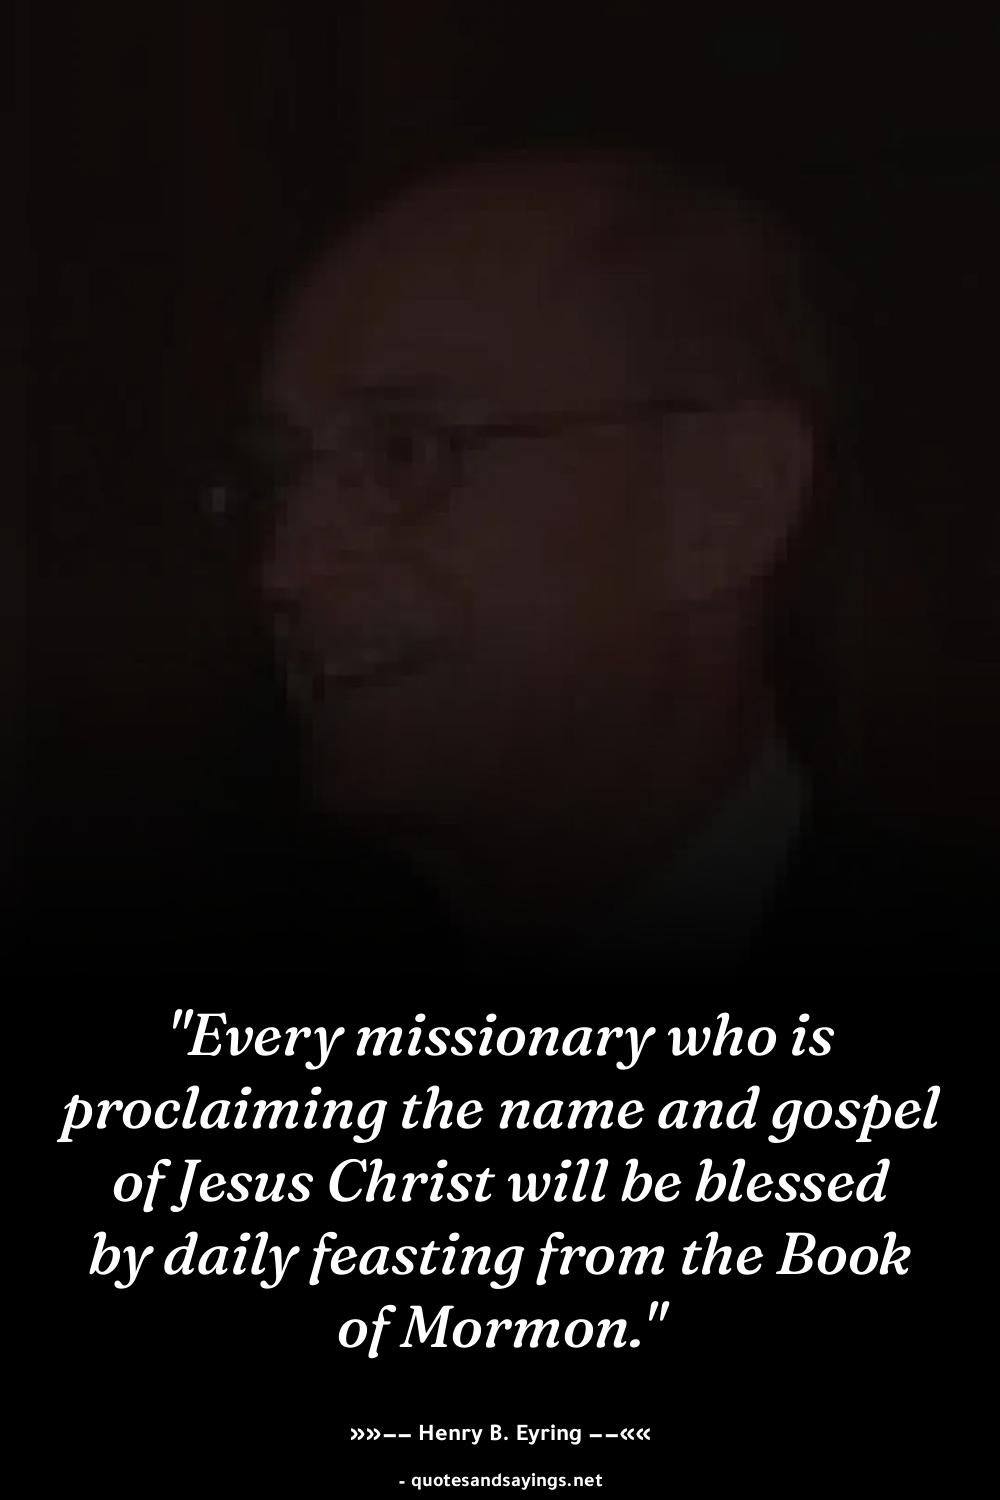 "Every missionary who is
proclaiming the name and gospel
of Jesus Christ will be blessed
by daily feasting from the Book
of Mormon."
»»—— Henry B. Eyring ——««
- quotesandsayings.net